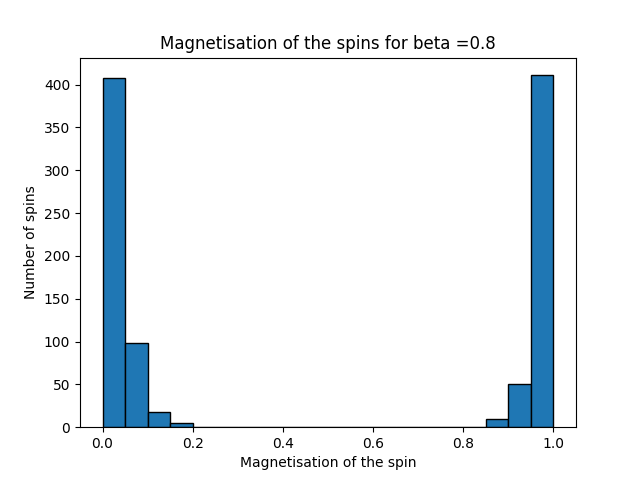 Magnetisation of the spins for beta =0.8
Number of spins
400
350
300
250
200
150
100
50
0
0.0 0.2 0.4 0.6 0.8 1.0
Magnetisation of the spin